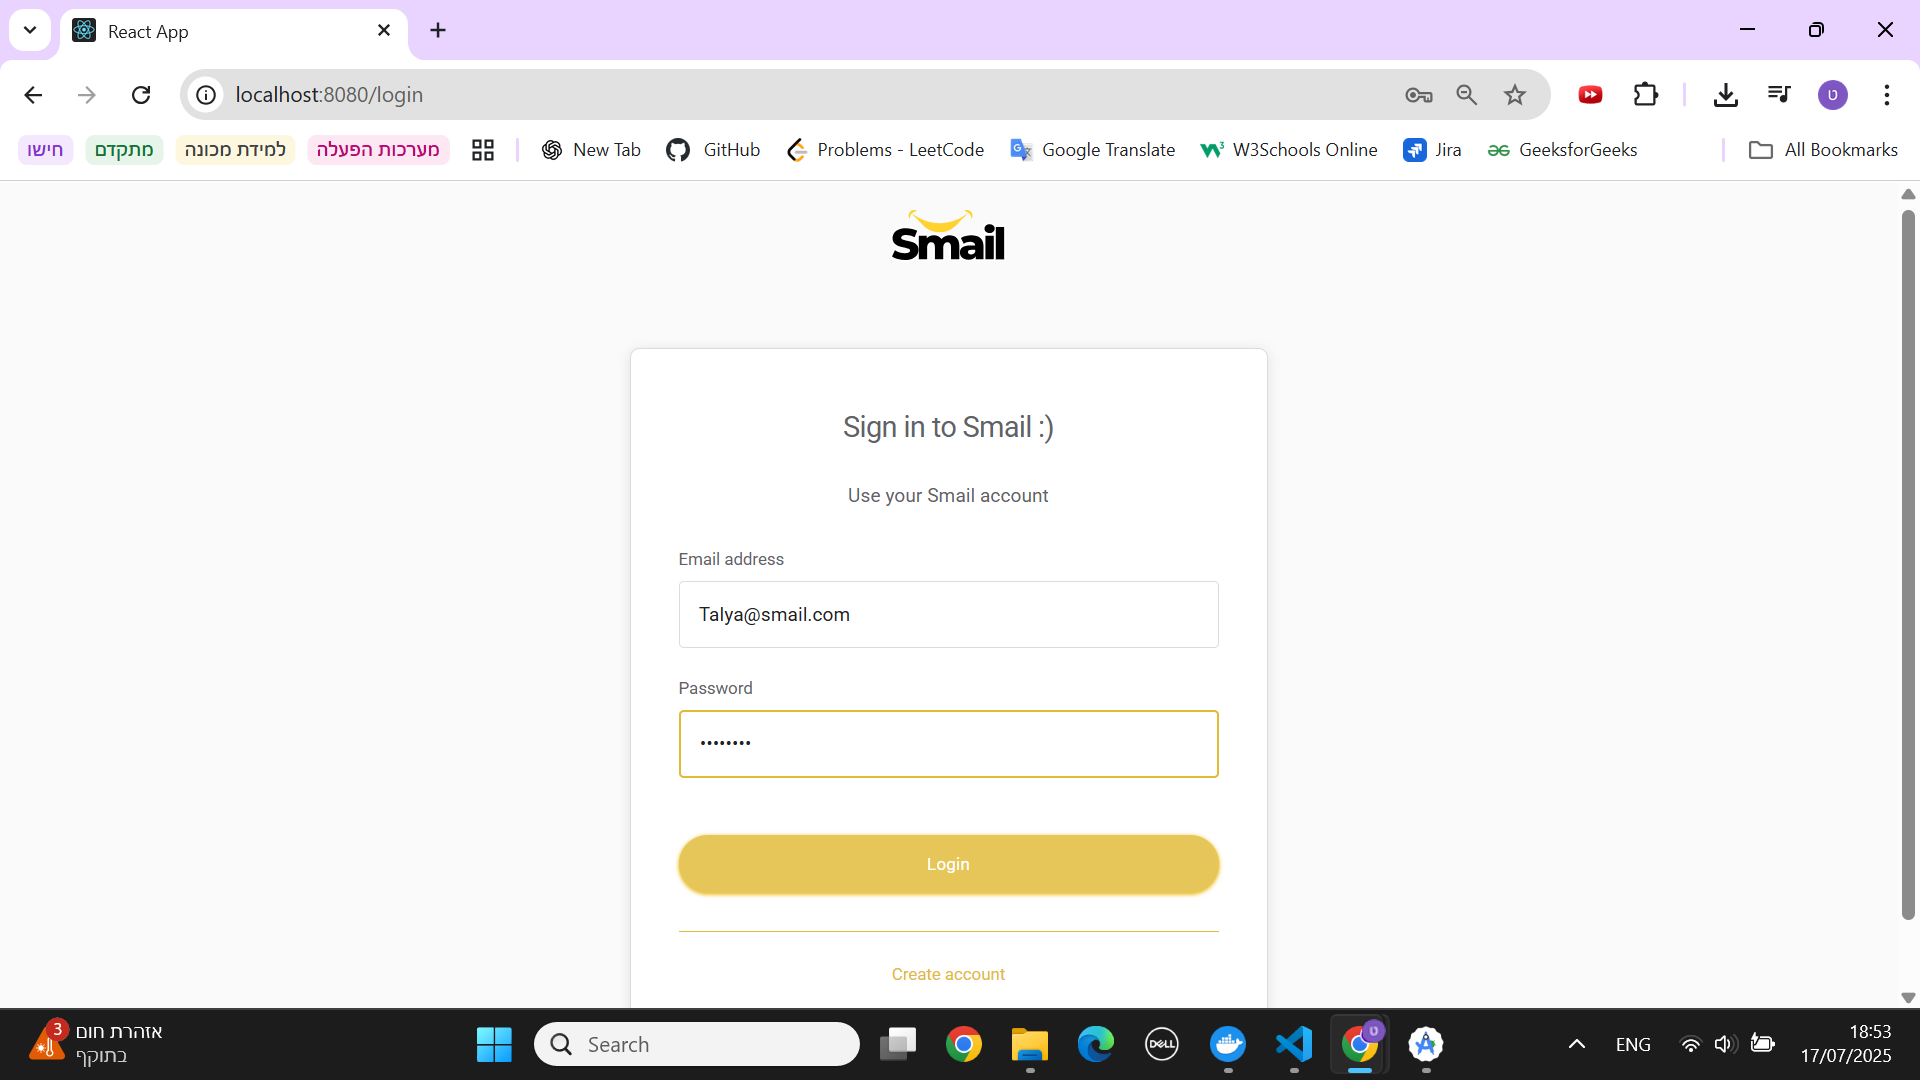 React App
localhost:8080/login
ט
חישו
מתקדם
למידת מכונה
מערכות הפעלה
New Tab
GitHub
Problems - LeetCode
Google Translate
W3Schools Online
Jira
GeeksforGeeks
All Bookmarks
Smail
Sign in to Smail :)
Use your Smail account
Email address
Talya@smail.com
Password
••••••••
Login
Create account
3
אזהרת חום
בתוקף
Search
DELL
ט
ENG
18:53
17/07/2025